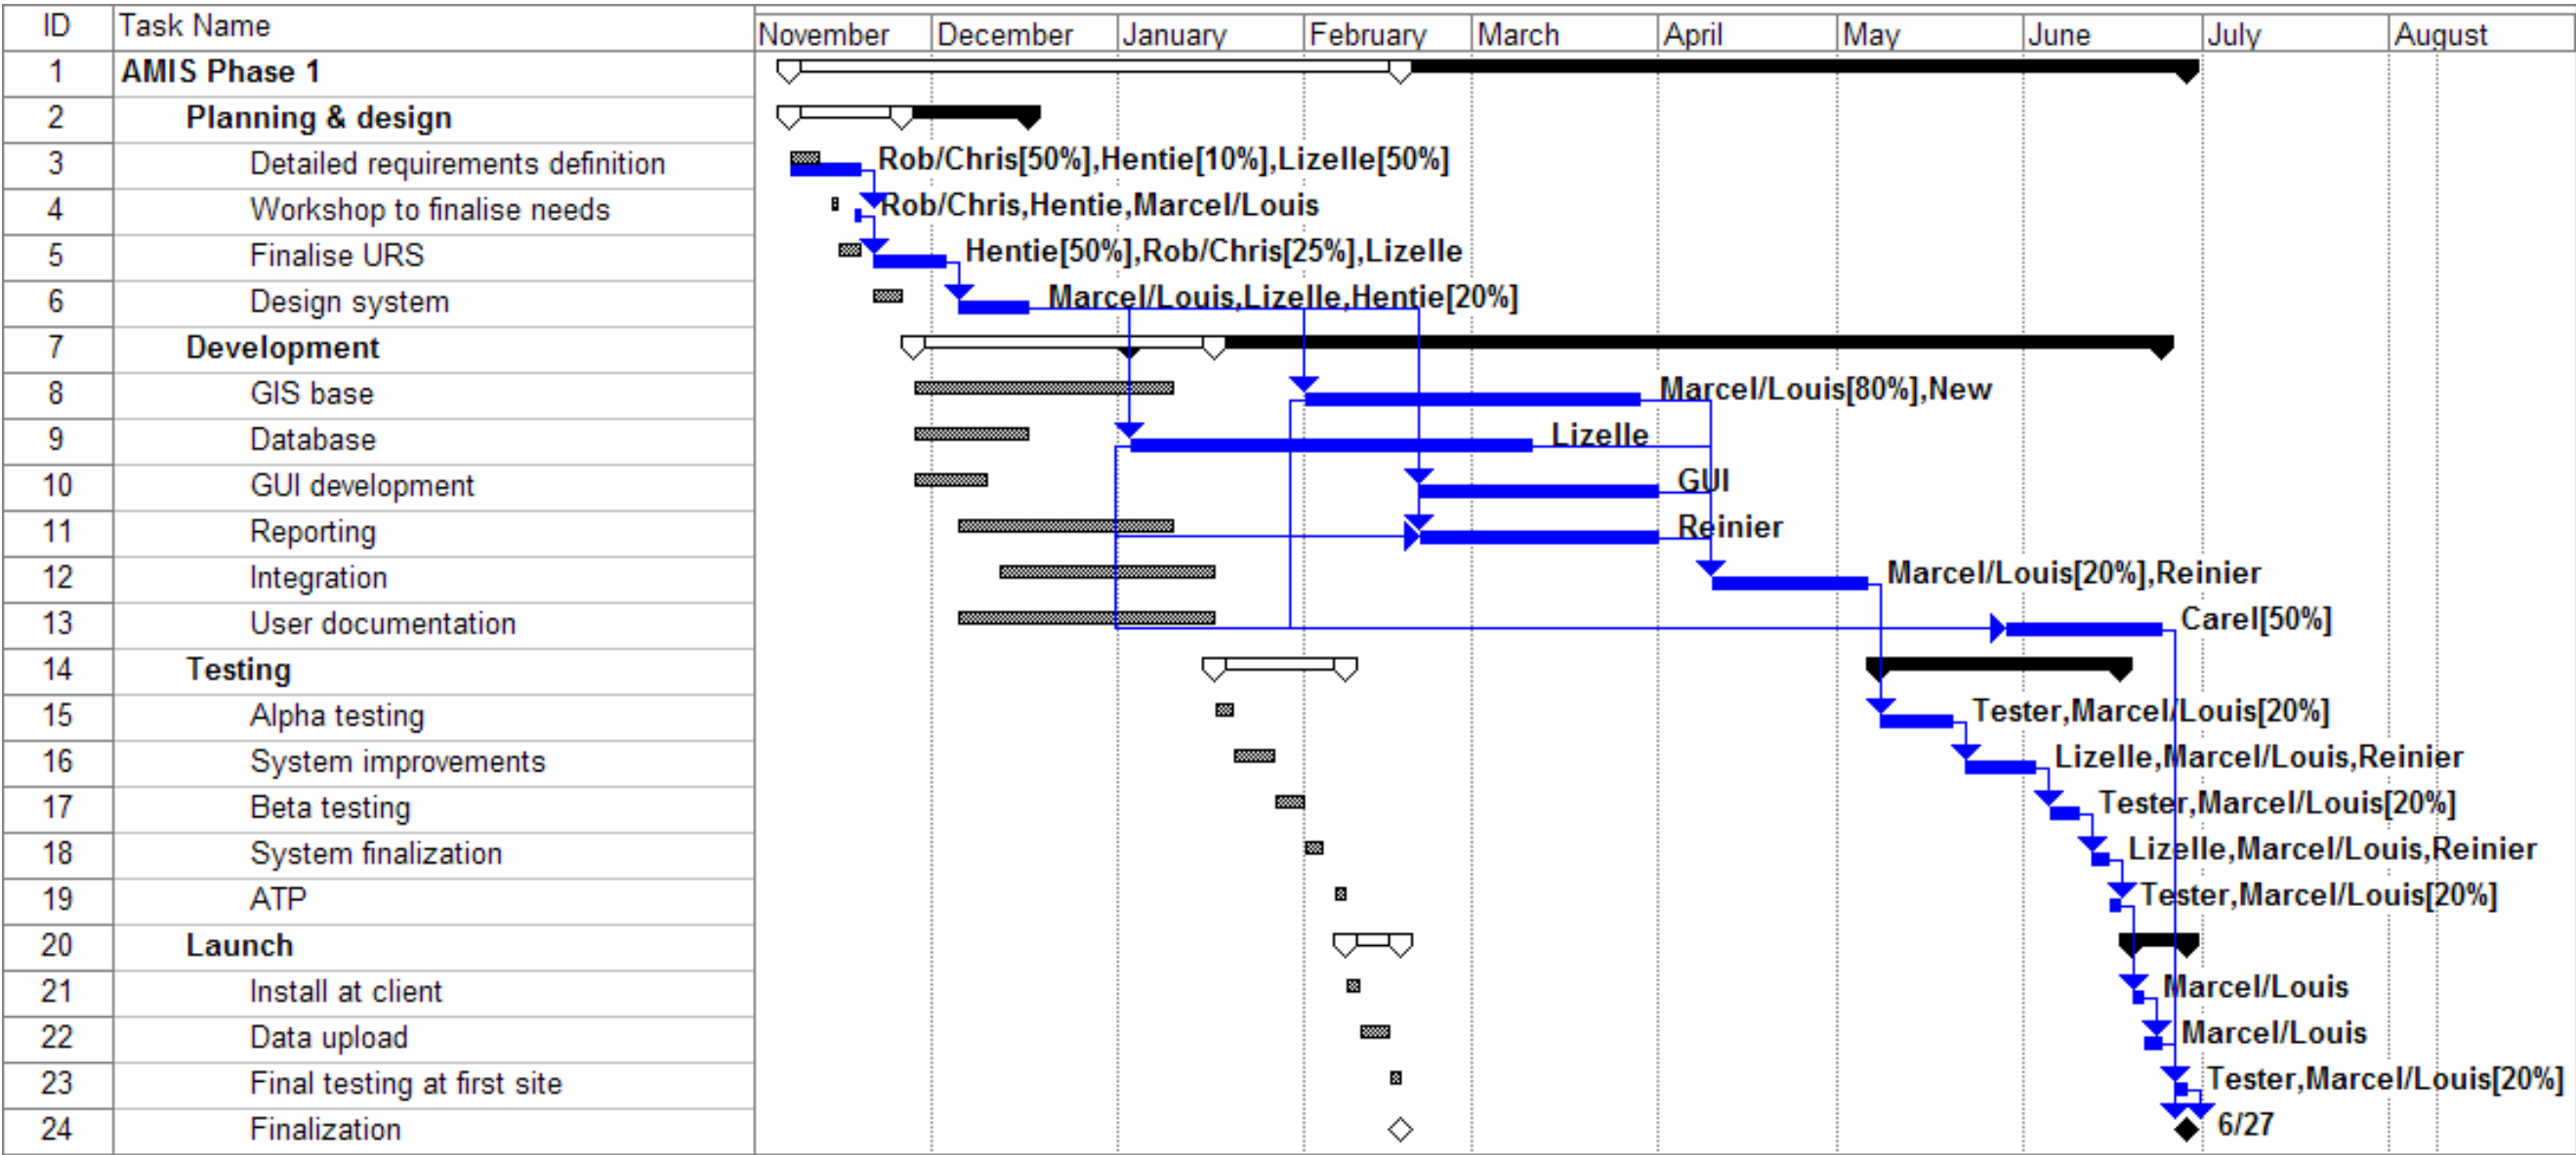 ID Task Name November December January February March April May June July August
1 AMIS Phase 1
2 Planning & design
3 Detailed requirements definition Rob/Chris[50%],Hentie[10%],Lizelle[50%]
4 Workshop to finalise needs Rob/Chris,Hentie,Marcel/Louis
5 Finalise URS Hentie[50%],Rob/Chris[25%],Lizelle
6 Design system Marcel/Louis,Lizelle,Hentie[20%]
7 Development
8 GIS base Marcel/Louis[80%],New
9 Database Lizelle
10 GUI development GUI
11 Reporting Reinier
12 Integration Marcel/Louis[20%],Reinier
13 User documentation Carel[50%]
14 Testing
15 Alpha testing Tester,Marcel/Louis[20%]
16 System improvements Lizelle,Marcel/Louis,Reinier
17 Beta testing Tester,Marcel/Louis[20%]
18 System finalization Lizelle,Marcel/Louis,Reinier
19 ATP Tester,Marcel/Louis[20%]
20 Launch
21 Install at client Marcel/Louis
22 Data upload Marcel/Louis
23 Final testing at first site Tester,Marcel/Louis[20%]
24 Finalization 6/27